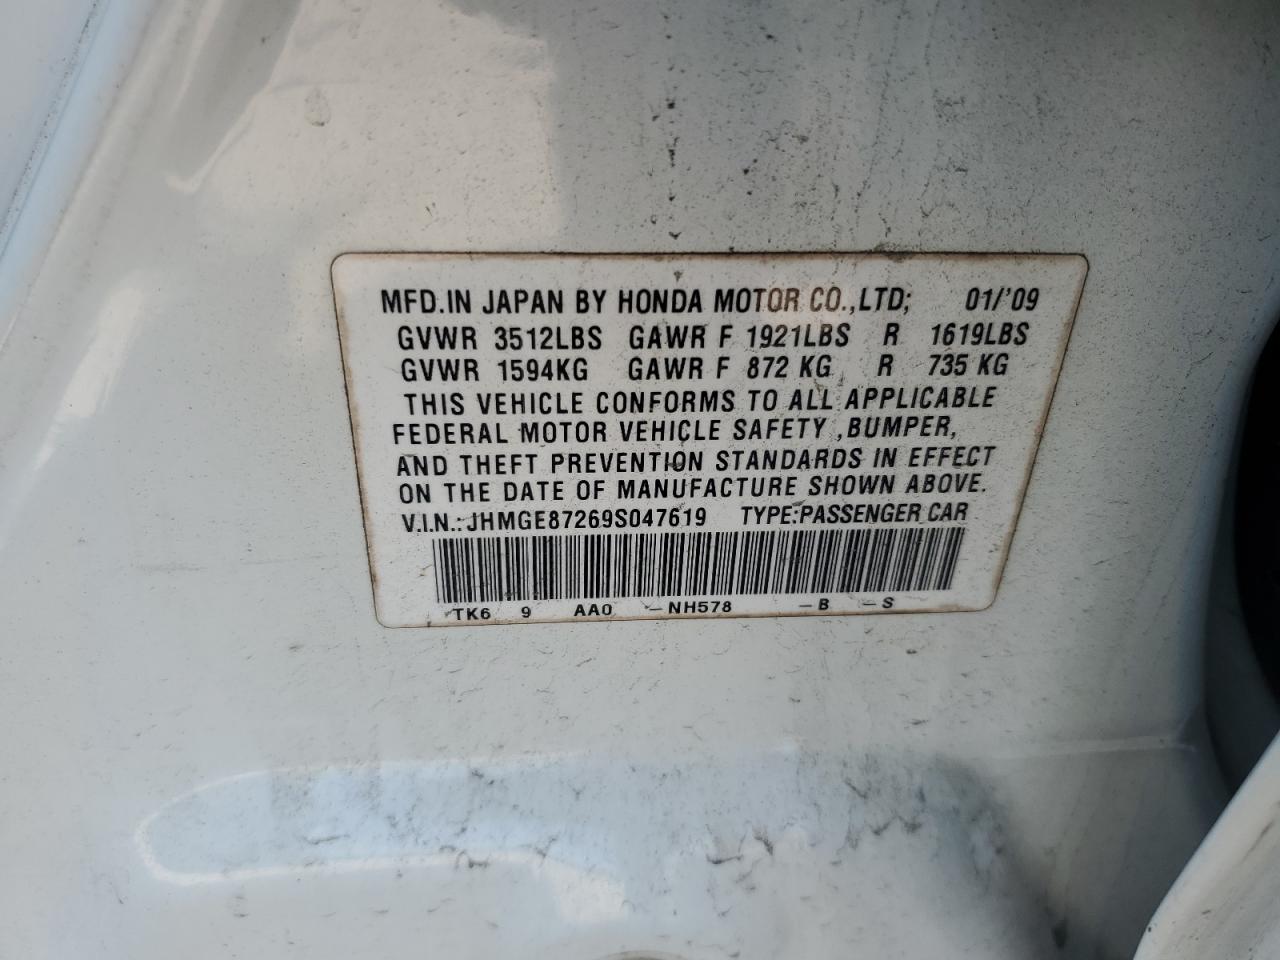 MFD.IN JAPAN BY HONDA MOTOR CO.,LTD; 01/'09
GVWR 3512LBS GAWR F 1921LBS R 1619LBS
GVWR 1594KG GAWR F 872 KG R 735 KG
THIS VEHICLE CONFORMS TO ALL APPLICABLE
FEDERAL MOTOR VEHICLE SAFETY ,BUMPER,
AND THEFT PREVENTION STANDARDS IN EFFECT
ON THE DATE OF MANUFACTURE SHOWN ABOVE.
V.I.N.: JHMGE87269S047619 TYPE:PASSENGER CAR
TK6 9 AA0 -NH578 -B -S